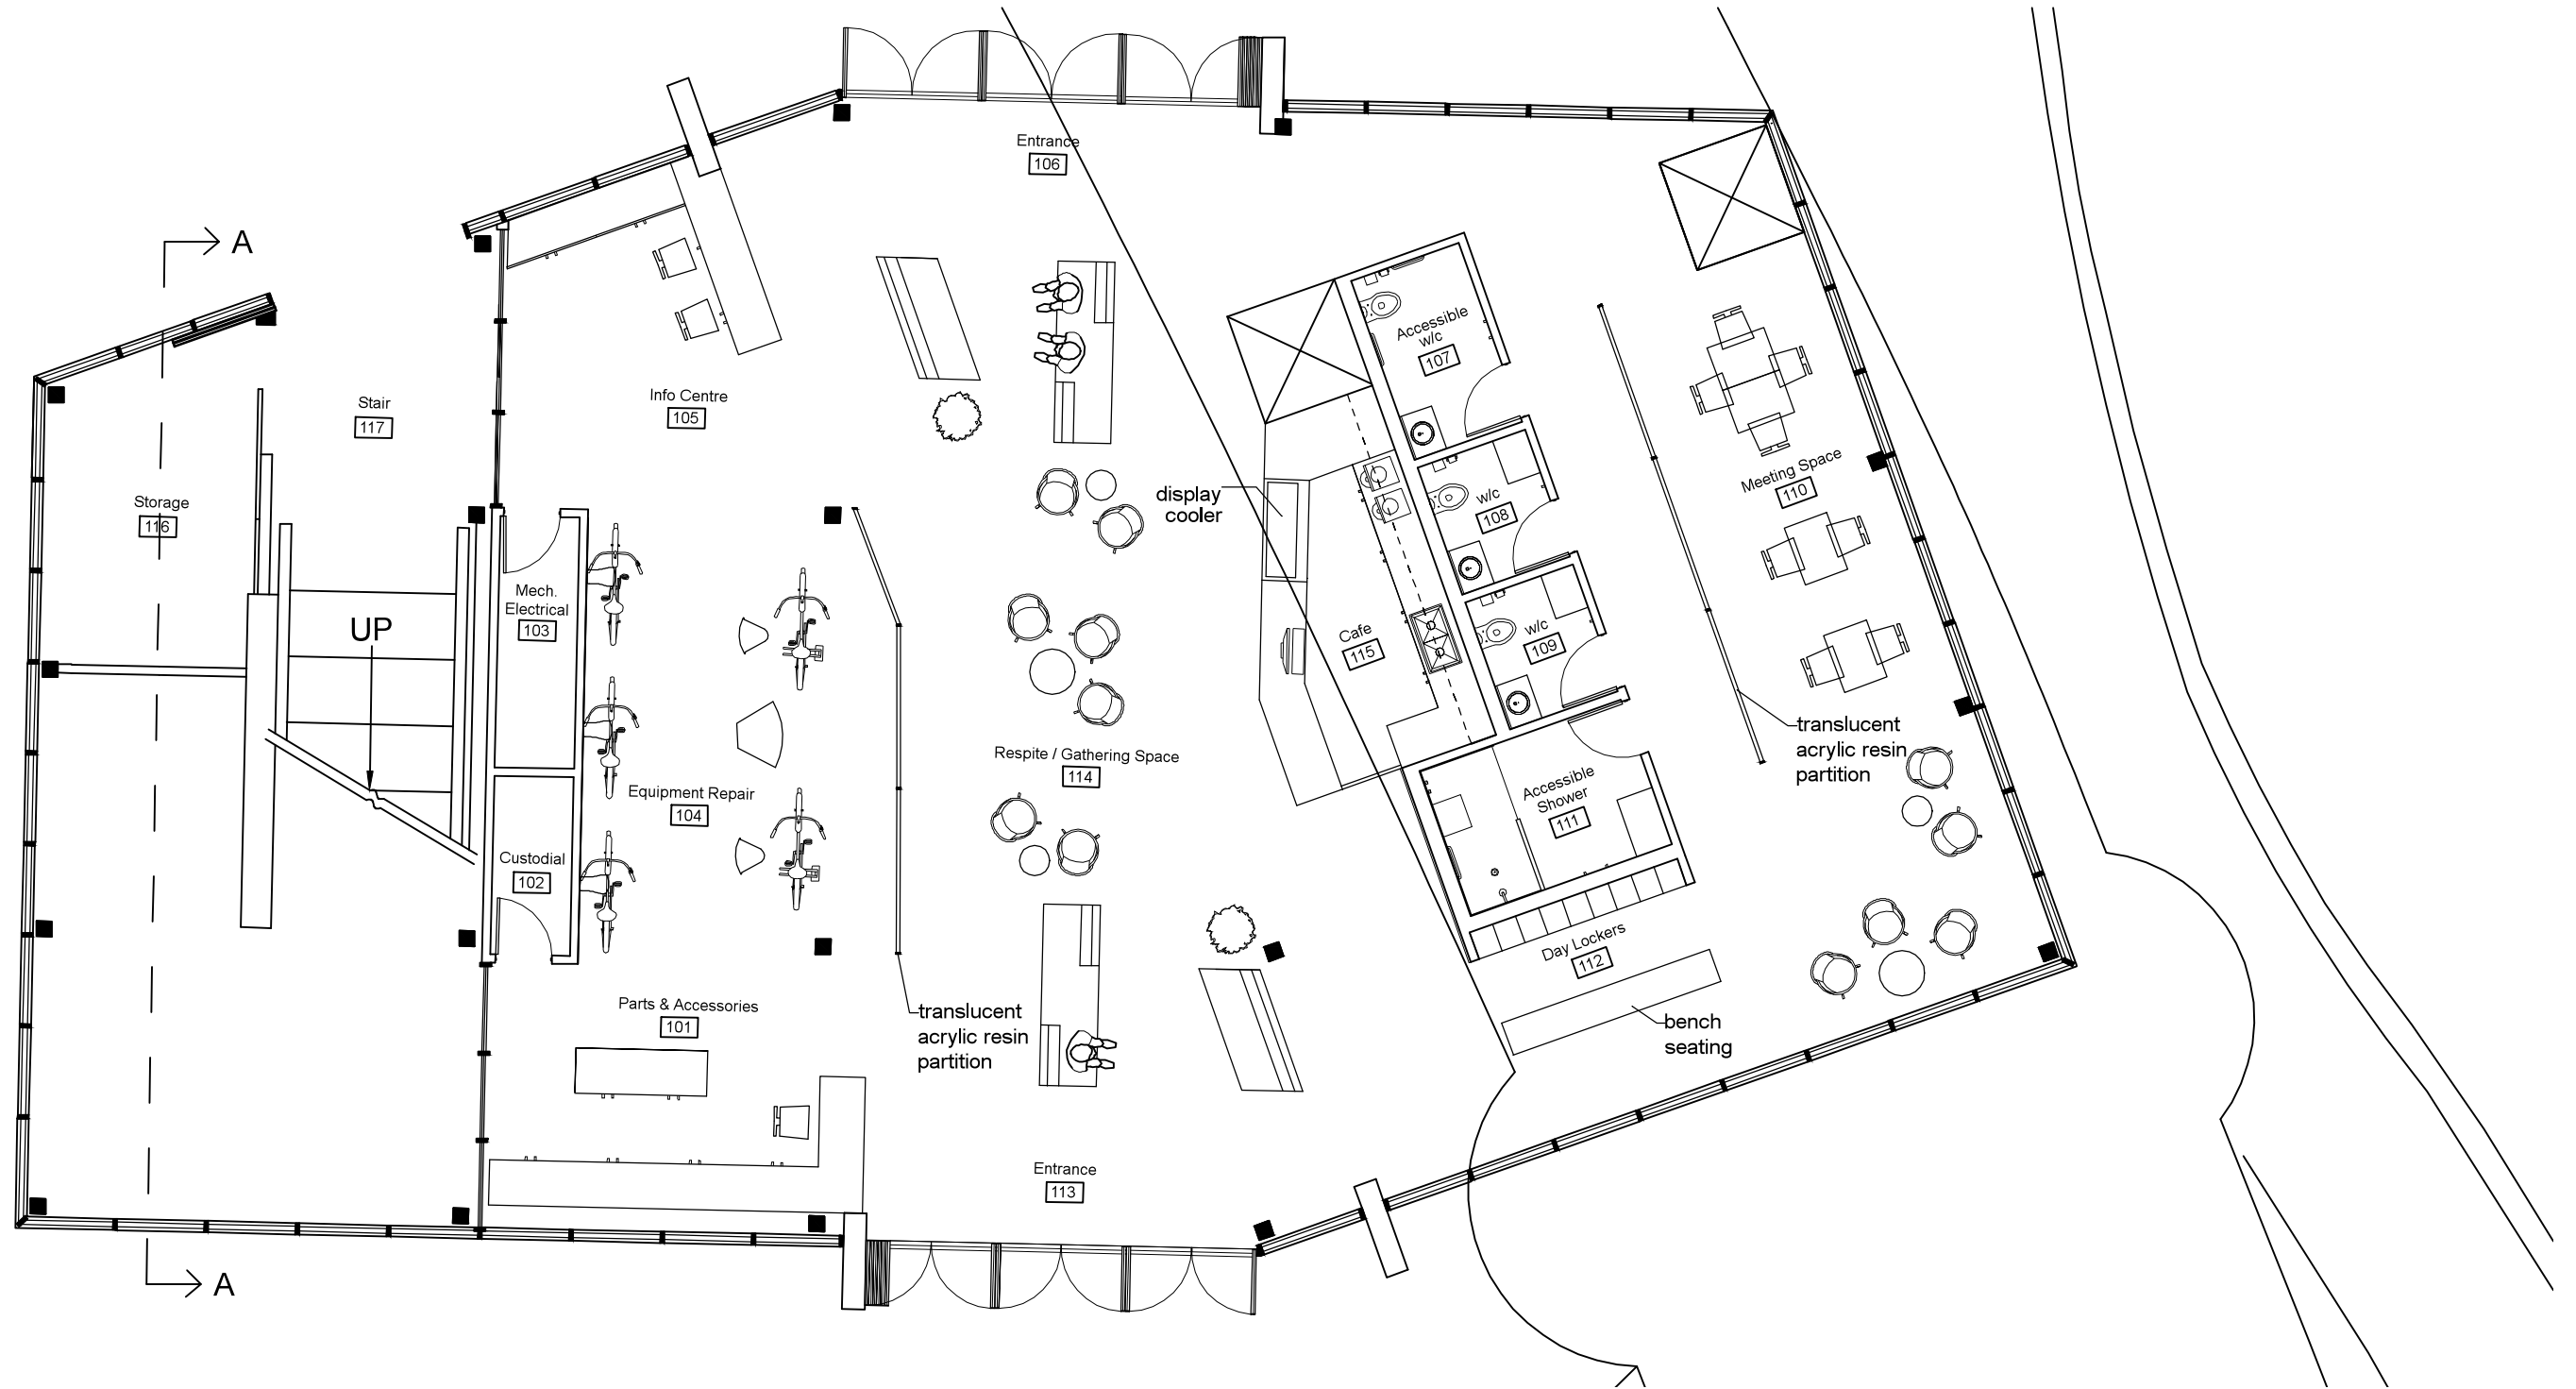 Entrance
106
A
Accessible
w/c
107
Stair
117
Info Centre
105
Meeting Space
110
display
cooler
w/c
108
Storage
116
Mech.
Electrical
103
UP
Cafe
115
w/c
109
translucent
acrylic resin
partition
Respite / Gathering Space
114
Equipment Repair
104
Accessible
Shower
111
Custodial
102
Day Lockers
112
Parts & Accessories
101
translucent
acrylic resin
partition
bench
seating
Entrance
113
A